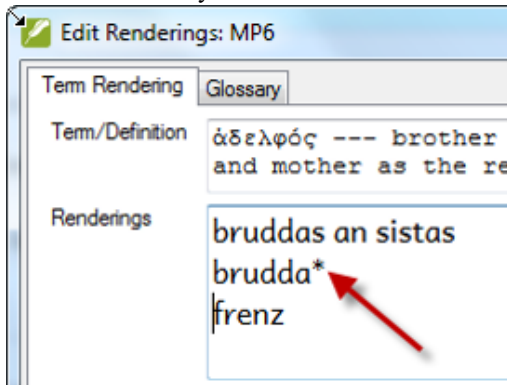 Edit Renderings: MP6
Term Rendering Glossary
Term/Definition
ἀδελφός --- brother
and mother as the
Renderings
bruddas an sistas
brudda*
frenz